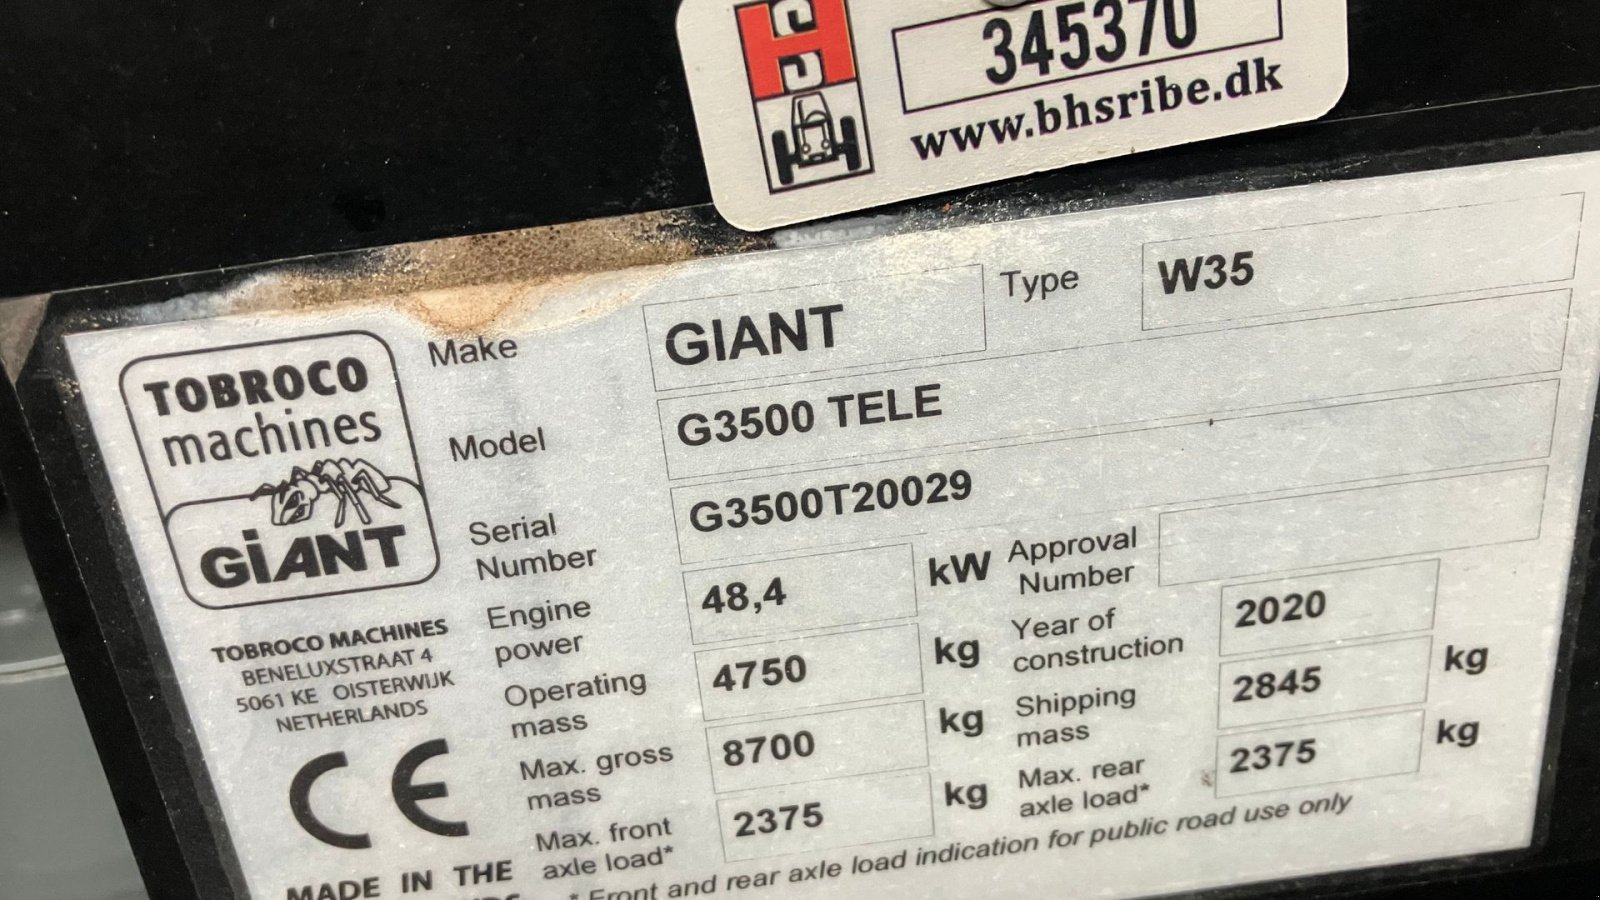 HS
345370
www.bhsribe.dk
TOBROCO
machines
GiANT
TOBROCO MACHINES
BENELUXSTRAAT 4
5061 KE OISTERWIJK
NETHERLANDS
CE
MADE IN THE
Make GIANT Type W35
Model G3500 TELE
Serial Number G3500T20029
Approval Number
Engine power 48,4 kW
Year of construction 2020
Operating mass 4750 kg
Shipping mass 2845 kg
Max. gross mass 8700 kg
Max. rear axle load* 2375 kg
Max. front axle load* 2375 kg
* Front and rear axle load indication for public road use only